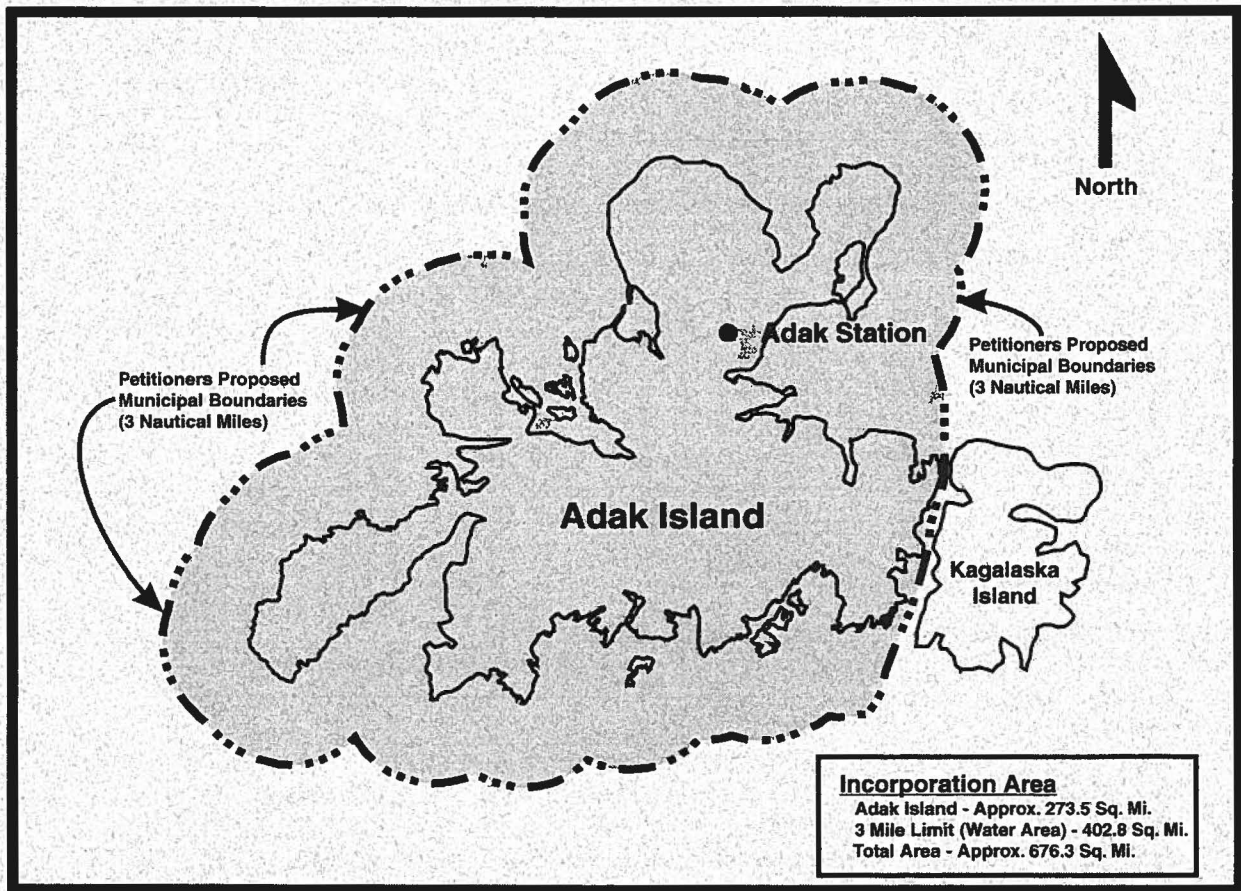 North
Adak Station
Petitioners Proposed
Municipal Boundaries
(3 Nautical Miles)
Petitioners Proposed
Municipal Boundaries
(3 Nautical Miles)
Adak Island
Kagalaska
Island
Incorporation Area
Adak Island - Approx. 273.5 Sq. Mi.
3 Mile Limit (Water Area) - 402.8 Sq. Mi.
Total Area - Approx. 676.3 Sq. Mi.